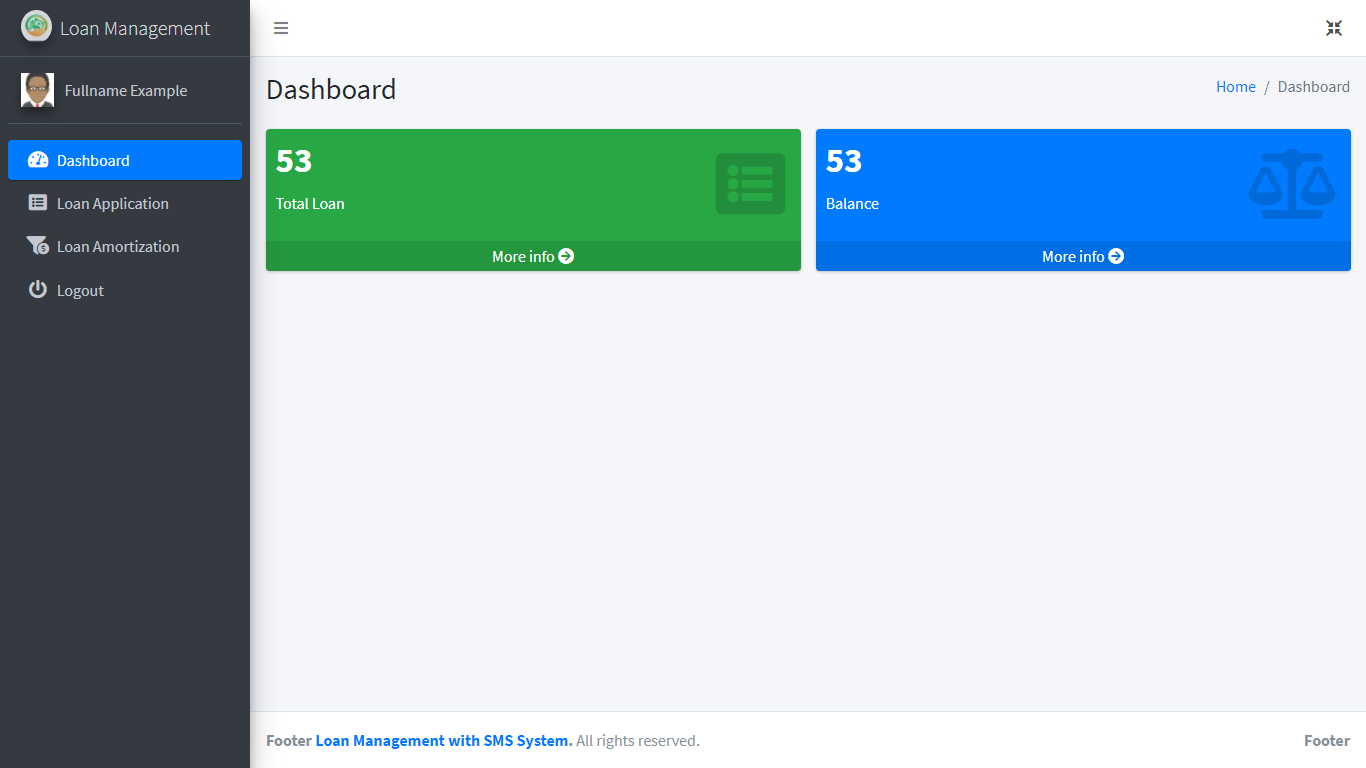 Loan Management
Fullname Example
Dashboard
Loan Application
Loan Amortization
Logout
Dashboard
Home / Dashboard
53
Total Loan
More info
53
Balance
More info
Footer Loan Management with SMS System. All rights reserved.
Footer